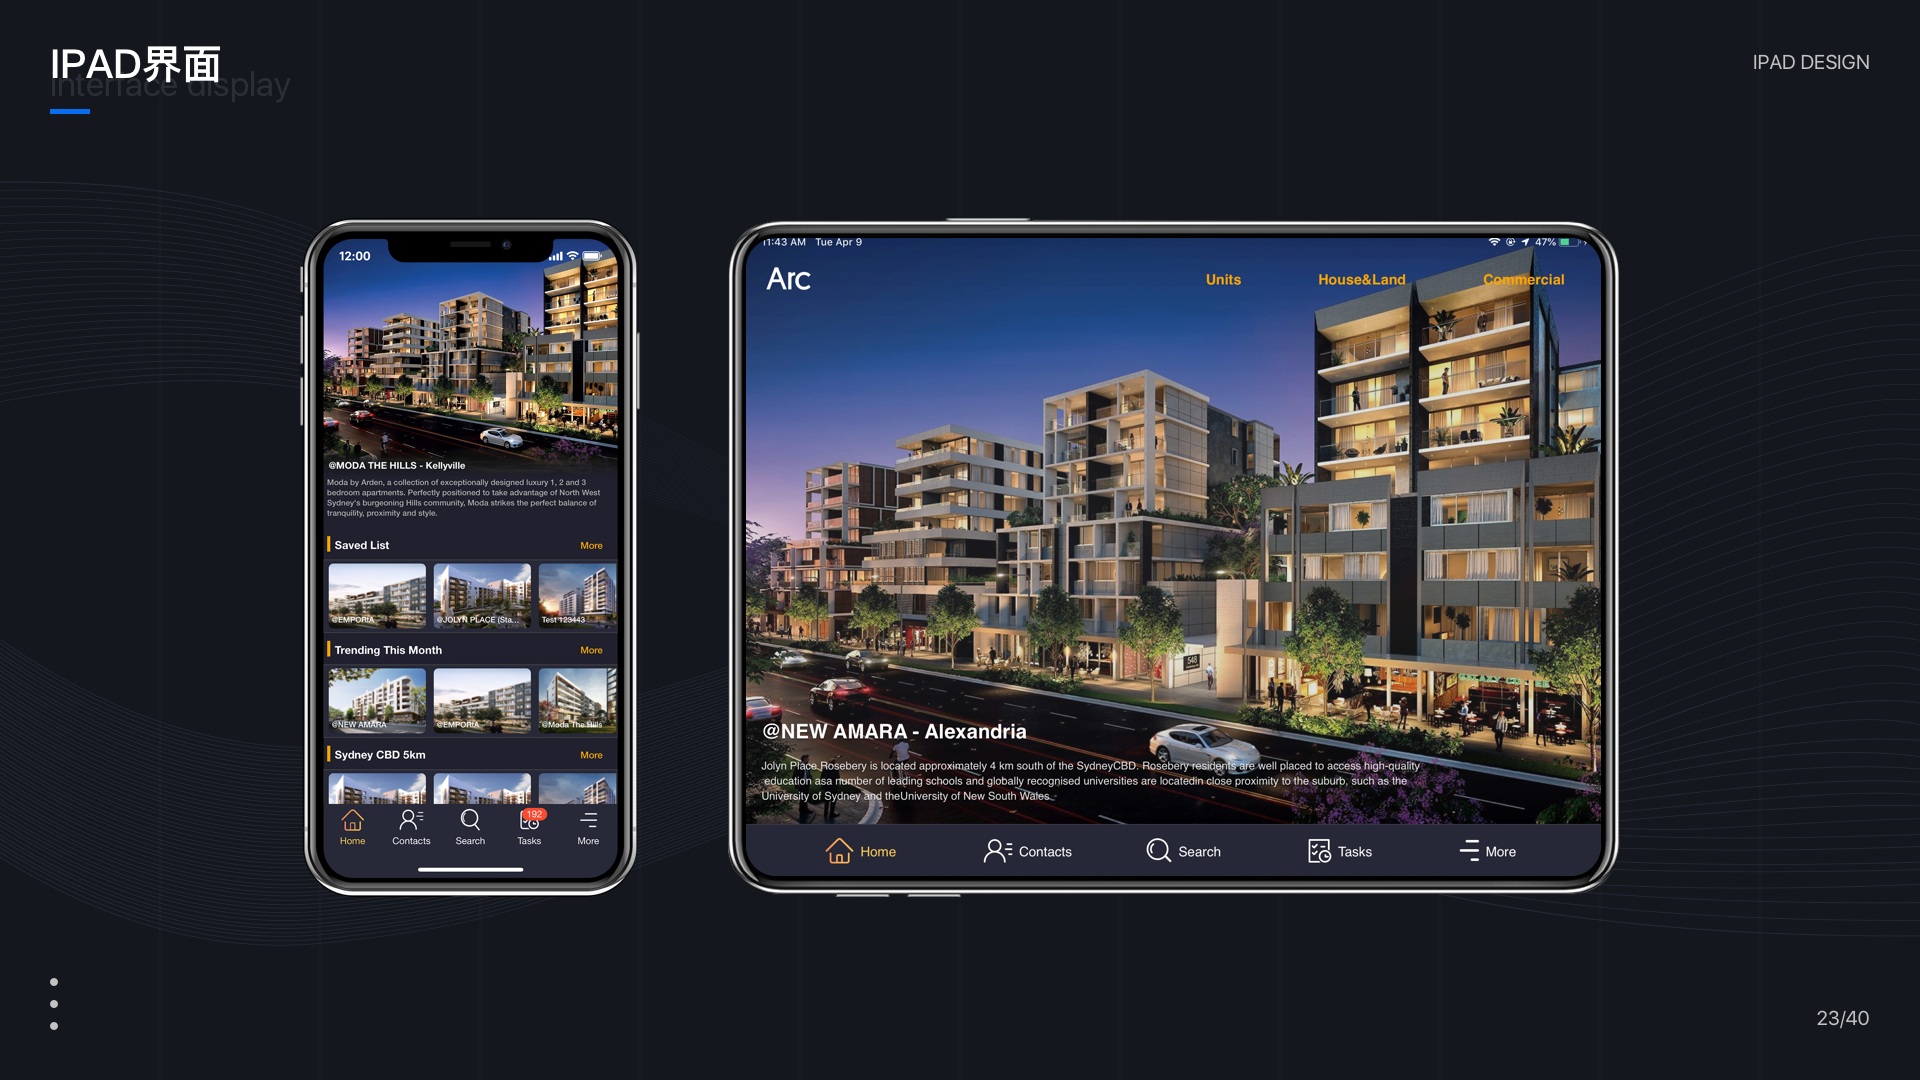 IPAD界面
interface display
IPAD DESIGN
12:00
@MODA THE HILLS - Kellyville
Moda by Arden, a collection of exceptionally designed luxury 1, 2 and 3
bedroom apartments. Perfectly positioned to take advantage of North West
Sydney's burgeoning Hills community, Moda strikes the perfect balance of
tranquility, proximity and style.
Saved List
More
@EMPORIA
@JOLYN PLACE (Sta...
Test 123443
Trending This Month
More
@NEW AMARA
@EMPORIA
@Moda The Hills
Sydney CBD 5km
More
192
Home
Contacts
Search
Tasks
More
11:43 AM Tue Apr 9
47%
Arc
Units
House&Land
Commercial
548
@NEW AMARA - Alexandria
Jolyn Place Rosebery is located approximately 4 km south of the SydneyCBD. Rosebery residents are well placed to access high-quality
education asa number of leading schools and globally recognised universities are locatedin close proximity to the suburb, such as the
University of Sydney and theUniversity of New South Wales.
Home
Contacts
Search
Tasks
More
23/40